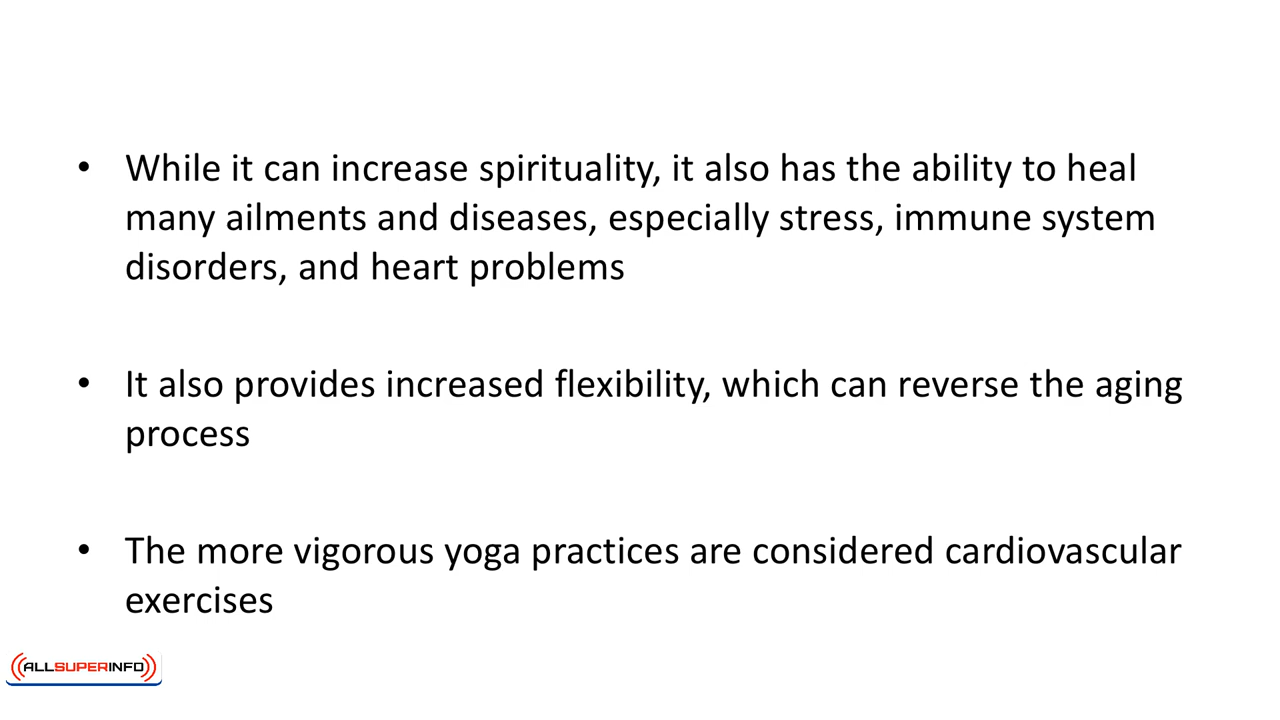 • While it can increase spirituality, it also has the ability to heal
many ailments and diseases, especially stress, immune system
disorders, and heart problems
• It also provides increased flexibility, which can reverse the aging
process
• The more vigorous yoga practices are considered cardiovascular
exercises
ALLSUPERINFO